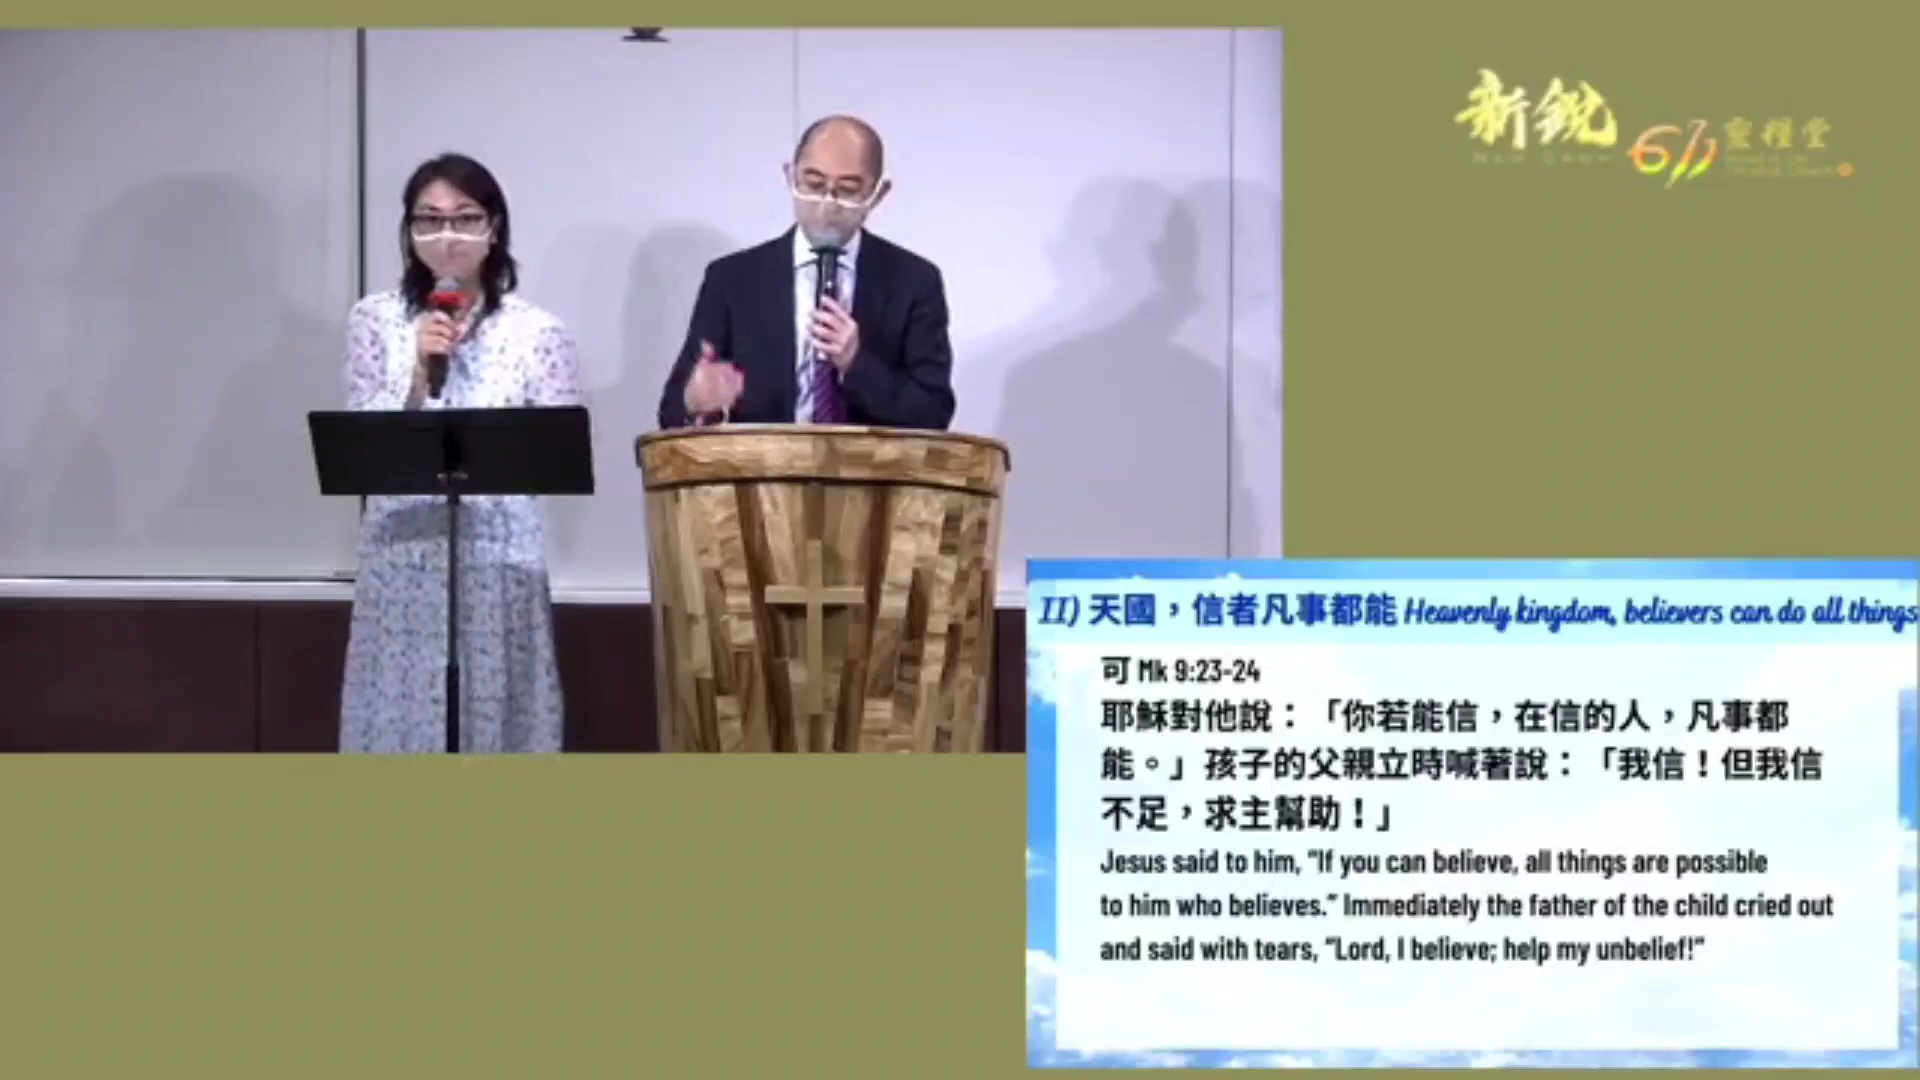 新銳
611 靈糧堂
II) 天國，信者凡事都能 Heavenly kingdom, believers can do all things
可 Mk 9:23-24
耶穌對他說：「你若能信，在信的人，凡事都
能。」孩子的父親立時喊著說：「我信！但我信
不足，求主幫助！」
Jesus said to him, "If you can believe, all things are possible
to him who believes." Immediately the father of the child cried out
and said with tears, "Lord, I believe; help my unbelief!"